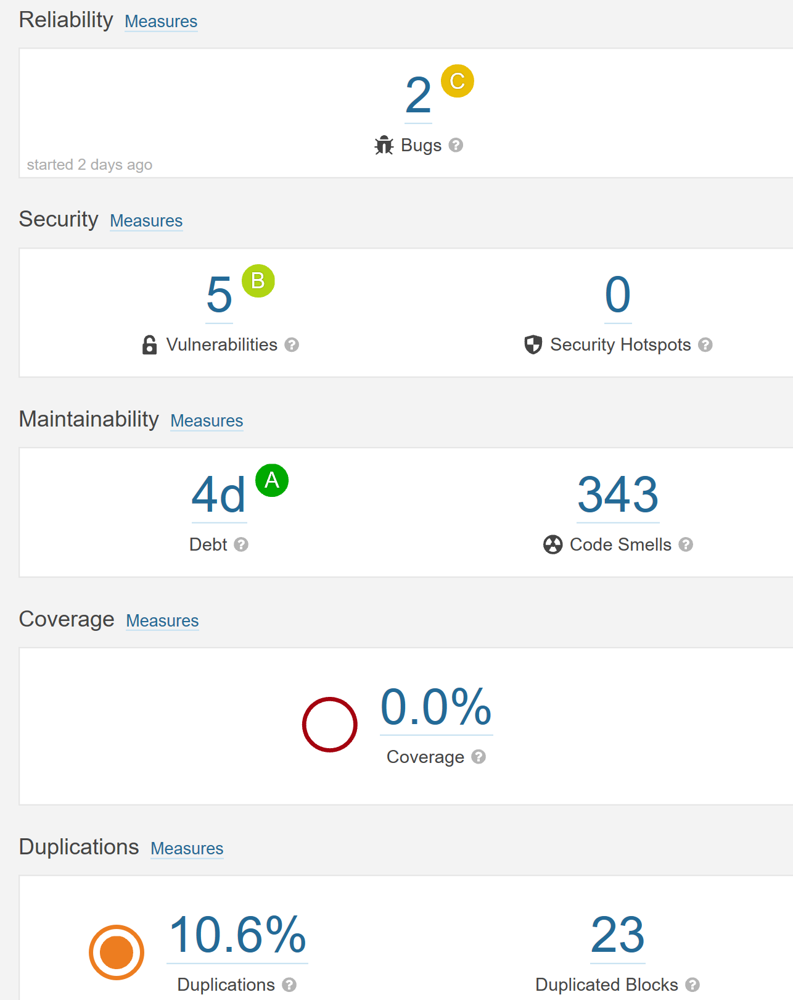 Reliability Measures
2 C
Bugs ?
started 2 days ago
Security Measures
5 B 0
Vulnerabilities ? Security Hotspots ?
Maintainability Measures
4d A 343
Debt ? Code Smells ?
Coverage Measures
0.0%
Coverage ?
Duplications Measures
10.6% 23
Duplications ? Duplicated Blocks ?